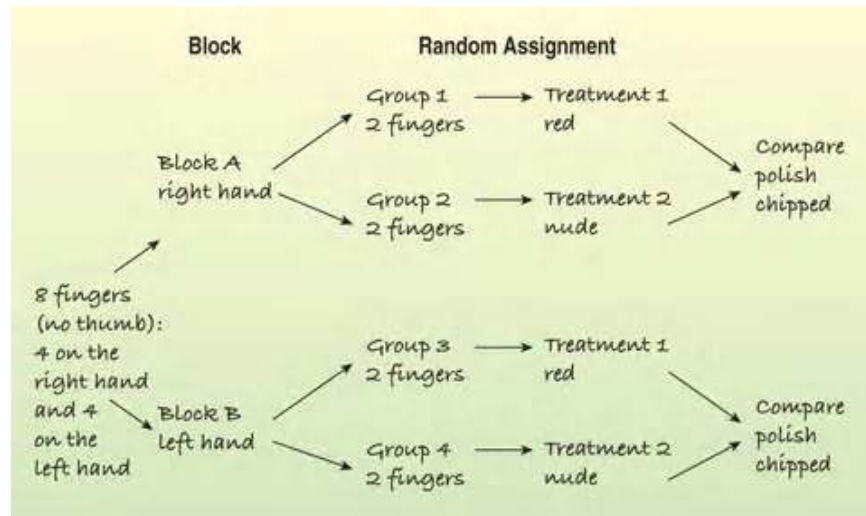 Block
Random Assignment
8 fingers
(no thumb):
4 on the
right hand
and 4
on the
left hand
Block A
right hand
Group 1
2 fingers
Treatment 1
red
Group 2
2 fingers
Treatment 2
nude
Compare
polish
chipped
Block B
left hand
Group 3
2 fingers
Treatment 1
red
Group 4
2 fingers
Treatment 2
nude
Compare
polish
chipped